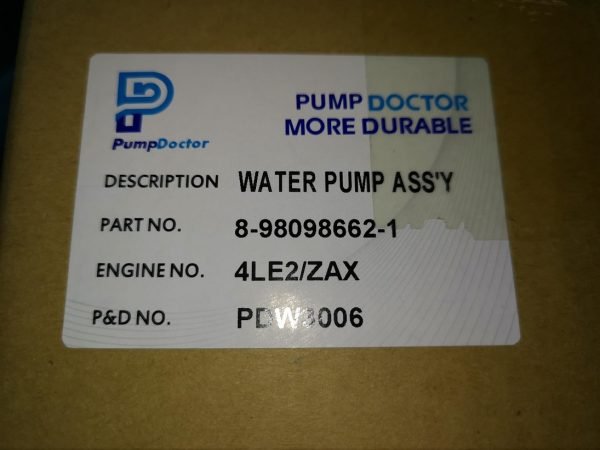 PumpDoctor
PUMP DOCTOR
MORE DURABLE
DESCRIPTION WATER PUMP ASS'Y
PART NO. 8-98098662-1
ENGINE NO. 4LE2/ZAX
P&D NO. PDW3006